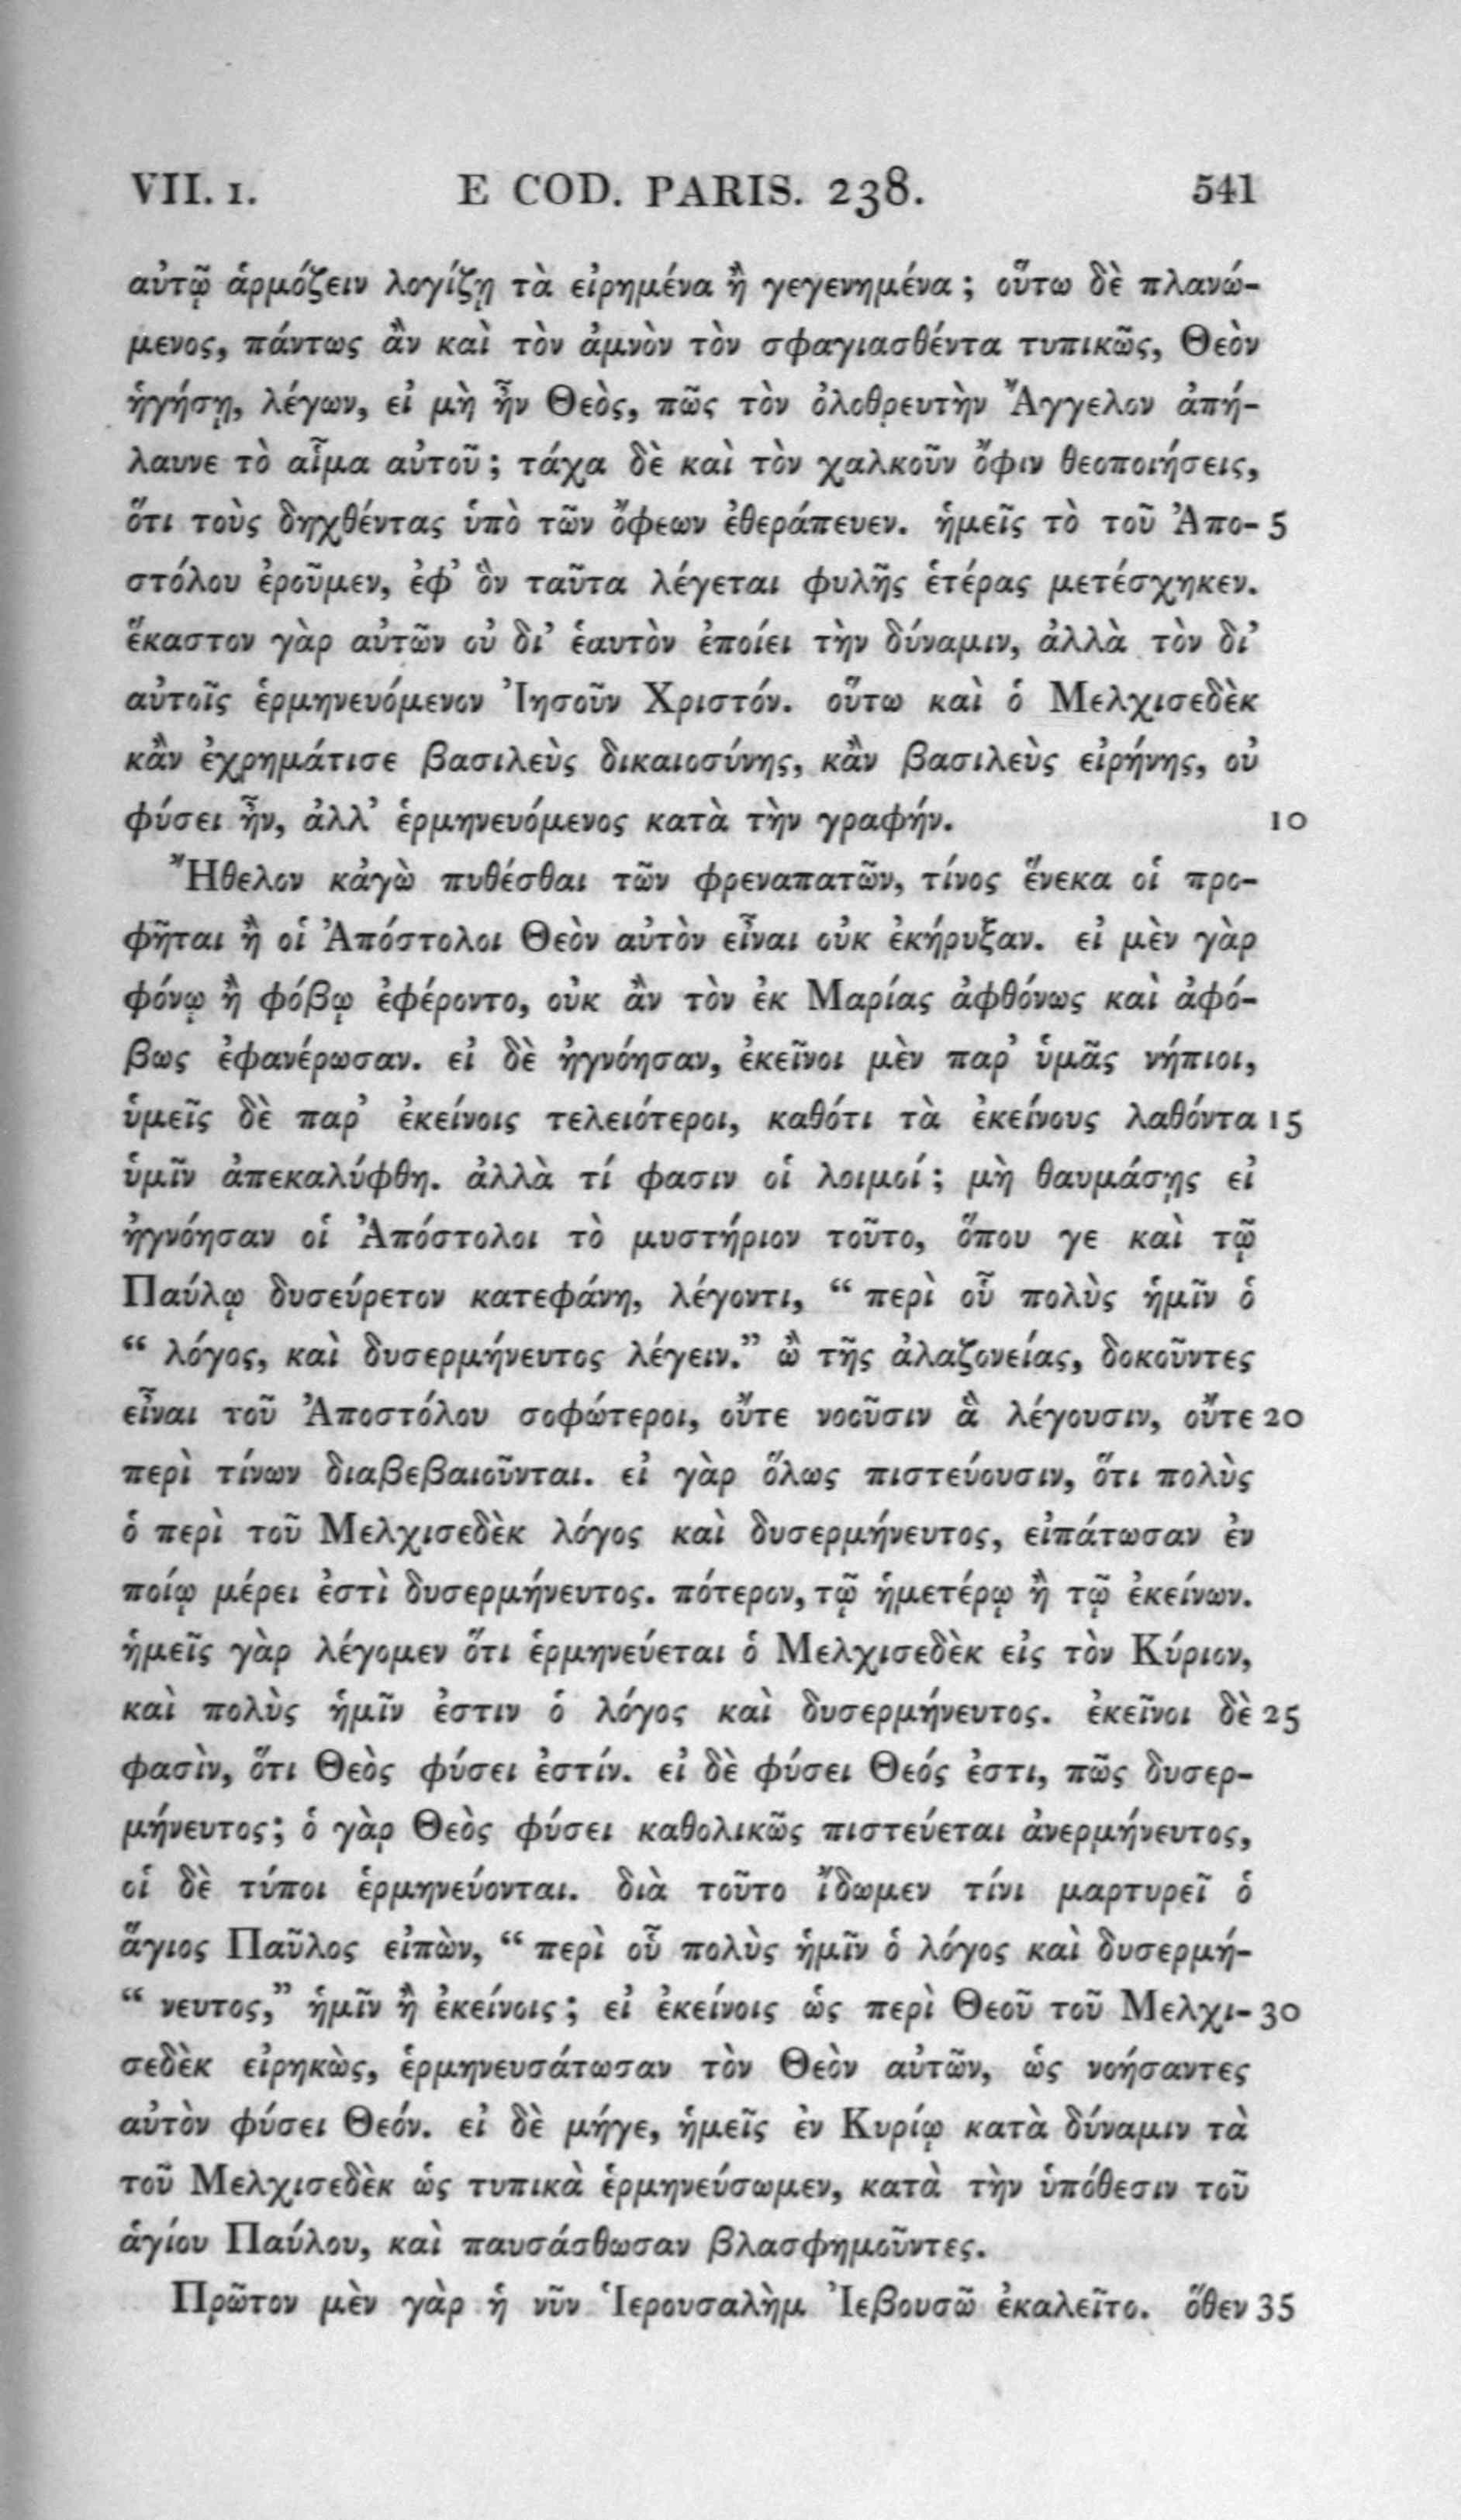 VII. 1. E COD. PARIS. 238. 541
αὐτῷ ἁρμόζειν λογίζῃ τὰ εἰρημένα ἢ γεγενημένα; οὕτω δὲ πλανώ-
μενος, πάντως ἂν καὶ τὸν ἀμνὸν τὸν σφαγιασθέντα τυπικῶς, Θεὸν
ἡγήσῃ, λέγων, εἰ μὴ ἦν Θεὸς, πῶς τὸν ὀλοθρευτὴν Ἄγγελον ἀπή-
λαυνε τὸ αἷμα αὐτοῦ; τάχα δὲ καὶ τὸν χαλκοῦν ὄφιν θεοποιήσεις,
ὅτι τοὺς δηχθέντας ὑπὸ τῶν ὄφεων ἐθεράπευεν. ἡμεῖς τὸ τοῦ Ἀπο- 5
στόλου ἐροῦμεν, ἐφ’ ὃν ταῦτα λέγεται φυλῆς ἑτέρας μετέσχηκεν.
ἕκαστον γὰρ αὐτῶν οὐ δι’ ἑαυτὸν ἐποίει τὴν δύναμιν, ἀλλὰ τὸν δι’
αὐτοῖς ἑρμηνευόμενον Ἰησοῦν Χριστόν. οὕτω καὶ ὁ Μελχισεδὲκ
κἂν ἐχρημάτισε βασιλεὺς δικαιοσύνης, κἂν βασιλεὺς εἰρήνης, οὐ
φύσει ἦν, ἀλλ’ ἑρμηνευόμενος κατὰ τὴν γραφήν. 10
Ἤθελον κἀγὼ πυθέσθαι τῶν φρεναπατῶν, τίνος ἕνεκα οἱ προ-
φῆται ἢ οἱ Ἀπόστολοι Θεὸν αὐτὸν εἶναι οὐκ ἐκήρυξαν. εἰ μὲν γὰρ
φόνῳ ἢ φόβῳ ἐφέροντο, οὐκ ἂν τὸν ἐκ Μαρίας ἀφθόνως καὶ ἀφό-
βως ἐφανέρωσαν. εἰ δὲ ἠγνόησαν, ἐκεῖνοι μὲν παρ’ ὑμᾶς νήπιοι,
ὑμεῖς δὲ παρ’ ἐκείνοις τελειότεροι, καθότι τὰ ἐκείνους λαθόντα 15
ὑμῖν ἀπεκαλύφθη. ἀλλὰ τί φασιν οἱ λοιμοί; μὴ θαυμάσῃς εἰ
ἠγνόησαν οἱ Ἀπόστολοι τὸ μυστήριον τοῦτο, ὅπου γε καὶ τῷ
Παύλῳ δυσεύρετον κατεφάνη, λέγοντι, “ περὶ οὗ πολὺς ἡμῖν ὁ
“ λόγος, καὶ δυσερμήνευτος λέγειν.” ὢ τῆς ἀλαζονείας, δοκοῦντες
εἶναι τοῦ Ἀποστόλου σοφώτεροι, οὔτε νοοῦσιν ἃ λέγουσιν, οὔτε 20
περὶ τίνων διαβεβαιοῦνται. εἰ γὰρ ὅλως πιστεύουσιν, ὅτι πολὺς
ὁ περὶ τοῦ Μελχισεδὲκ λόγος καὶ δυσερμήνευτος, εἰπάτωσαν ἐν
ποίῳ μέρει ἐστὶ δυσερμήνευτος. πότερον, τῷ ἡμετέρῳ ἢ τῷ ἐκείνων.
ἡμεῖς γὰρ λέγομεν ὅτι ἑρμηνεύεται ὁ Μελχισεδὲκ εἰς τὸν Κύριον,
καὶ πολὺς ἡμῖν ἐστιν ὁ λόγος καὶ δυσερμήνευτος. ἐκεῖνοι δὲ 25
φασὶν, ὅτι Θεὸς φύσει ἐστίν. εἰ δὲ φύσει Θεός ἐστι, πῶς δυσερ-
μήνευτος; ὁ γὰρ Θεὸς φύσει καθολικῶς πιστεύεται ἀνερμήνευτος,
οἱ δὲ τύποι ἑρμηνεύονται. διὰ τοῦτο ἴδωμεν τίνι μαρτυρεῖ ὁ
ἅγιος Παῦλος εἰπὼν, “ περὶ οὗ πολὺς ἡμῖν ὁ λόγος καὶ δυσερμή-
“ νευτος,” ἡμῖν ἢ ἐκείνοις; εἰ ἐκείνοις ὡς περὶ Θεοῦ τοῦ Μελχι- 30
σεδὲκ εἰρηκὼς, ἑρμηνευσάτωσαν τὸν Θεὸν αὐτῶν, ὡς νοήσαντες
αὐτὸν φύσει Θεόν. εἰ δὲ μήγε, ἡμεῖς ἐν Κυρίῳ κατὰ δύναμιν τὰ
τοῦ Μελχισεδὲκ ὡς τυπικὰ ἑρμηνεύσωμεν, κατὰ τὴν ὑπόθεσιν τοῦ
ἁγίου Παύλου, καὶ παυσάσθωσαν βλασφημοῦντες.
Πρῶτον μὲν γὰρ ἡ νῦν Ἱερουσαλὴμ Ἰεβουσῶ ἐκαλεῖτο. ὅθεν 35